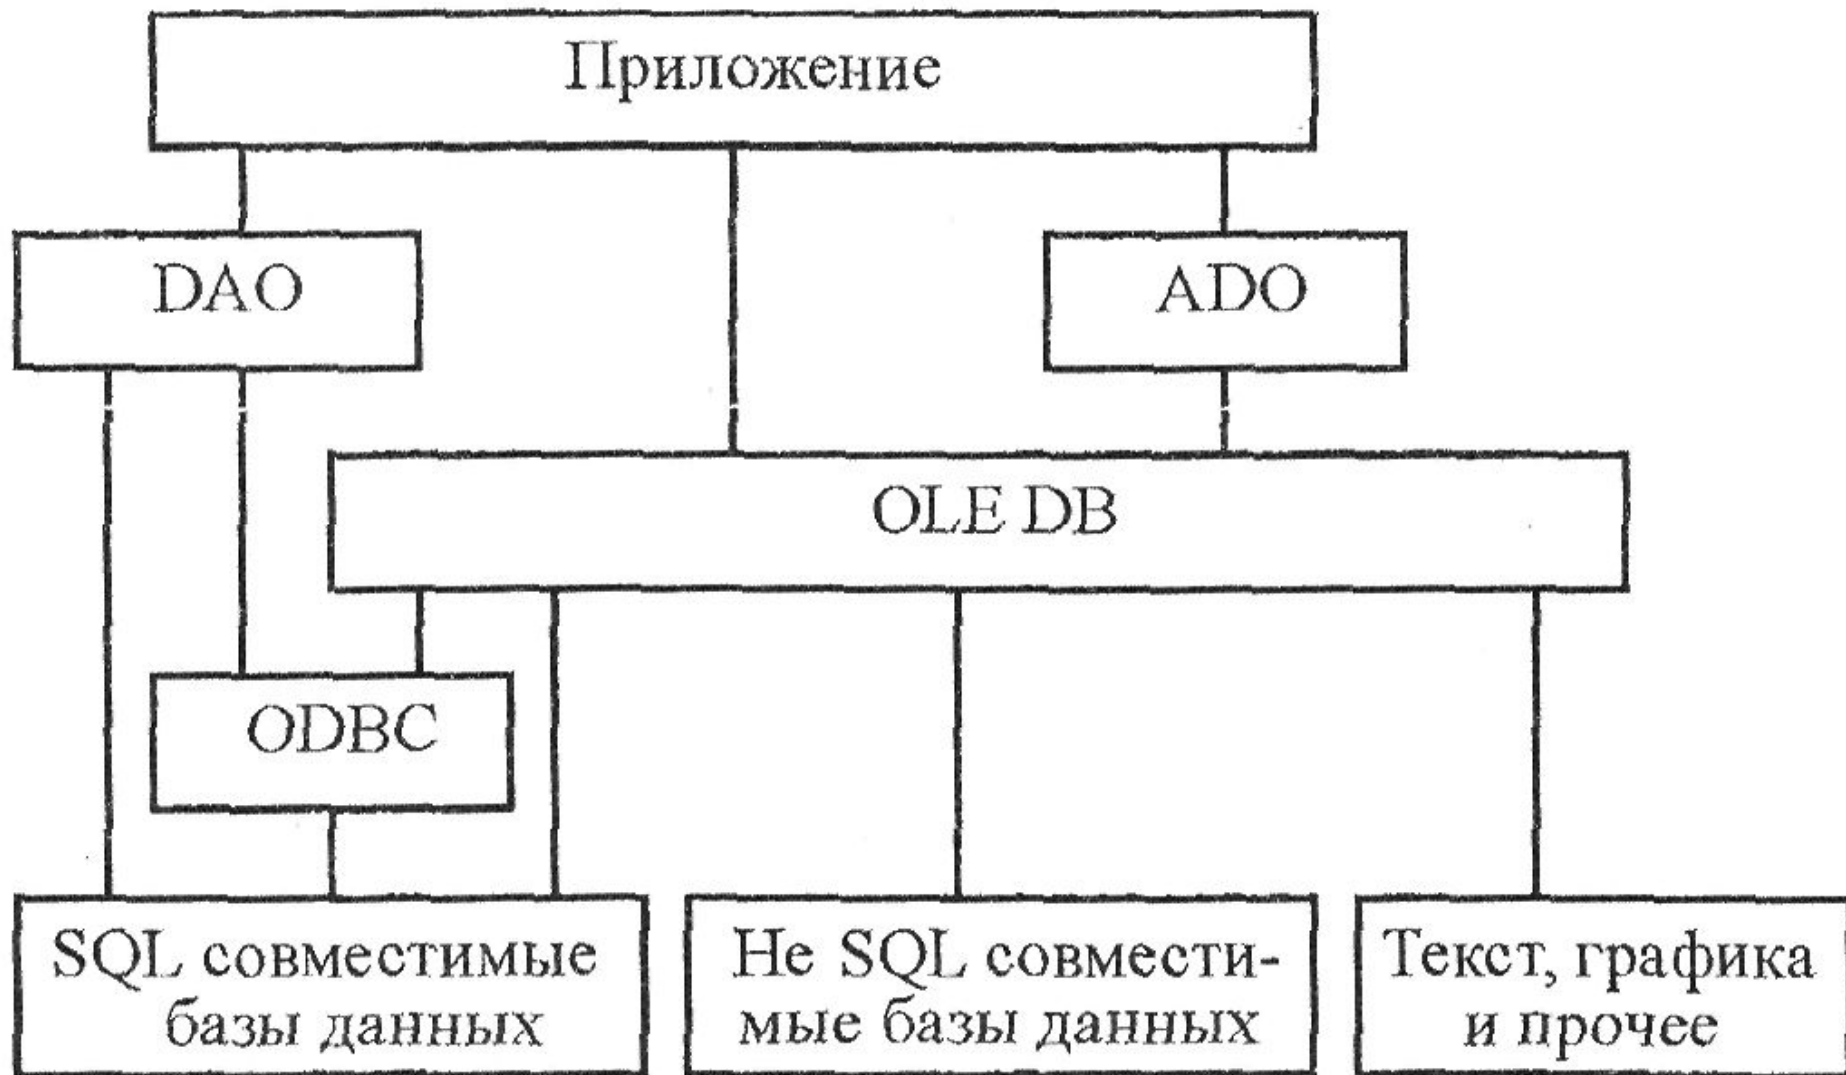 Приложение
DAO
ADO
OLE DB
ODBC
SQL совместимые
базы данных
Не SQL совмести-
мые базы данных
Текст, графика
и прочее